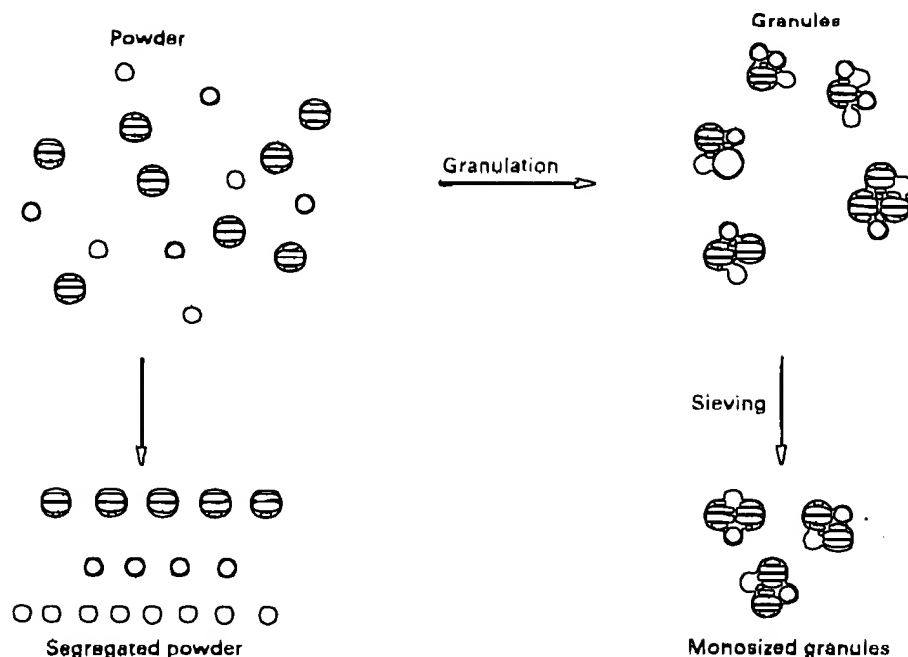 Powder
Granules
Granulation
Sieving
Segregated powder
Monosized granules